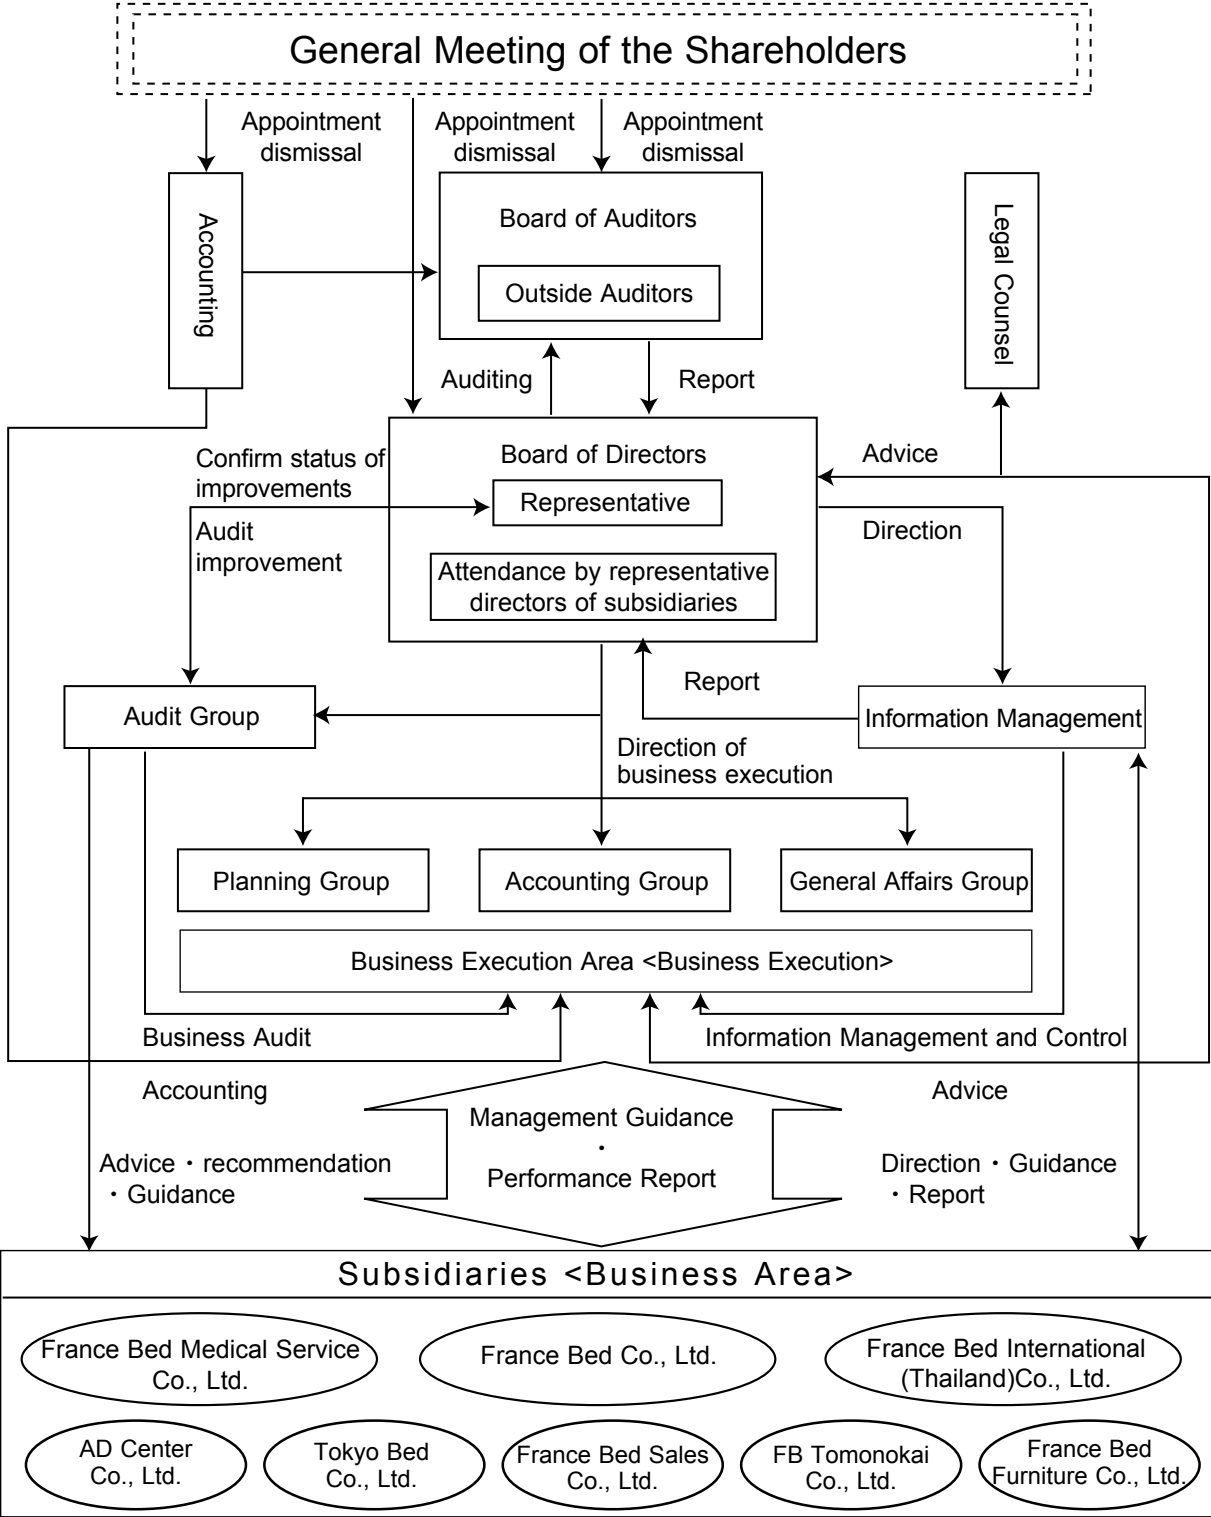 General Meeting of the Shareholders
Appointment
dismissal
Appointment
dismissal
Appointment
dismissal
Accounting
Board of Auditors
Outside Auditors
Legal Counsel
Auditing
Report
Confirm status of
improvements
Audit
improvement
Board of Directors
Representative
Attendance by representative
directors of subsidiaries
Advice
Direction
Report
Audit Group
Information Management
Direction of
business execution
Planning Group
Accounting Group
General Affairs Group
Business Execution Area <Business Execution>
Business Audit
Information Management and Control
Accounting
Advice
Management Guidance
・
Performance Report
Advice・recommendation
・Guidance
Direction・Guidance
・Report
Subsidiaries <Business Area>
France Bed Medical Service
Co., Ltd.
France Bed Co., Ltd.
France Bed International
(Thailand)Co., Ltd.
AD Center
Co., Ltd.
Tokyo Bed
Co., Ltd.
France Bed Sales
Co., Ltd.
FB Tomonokai
Co., Ltd.
France Bed
Furniture Co., Ltd.